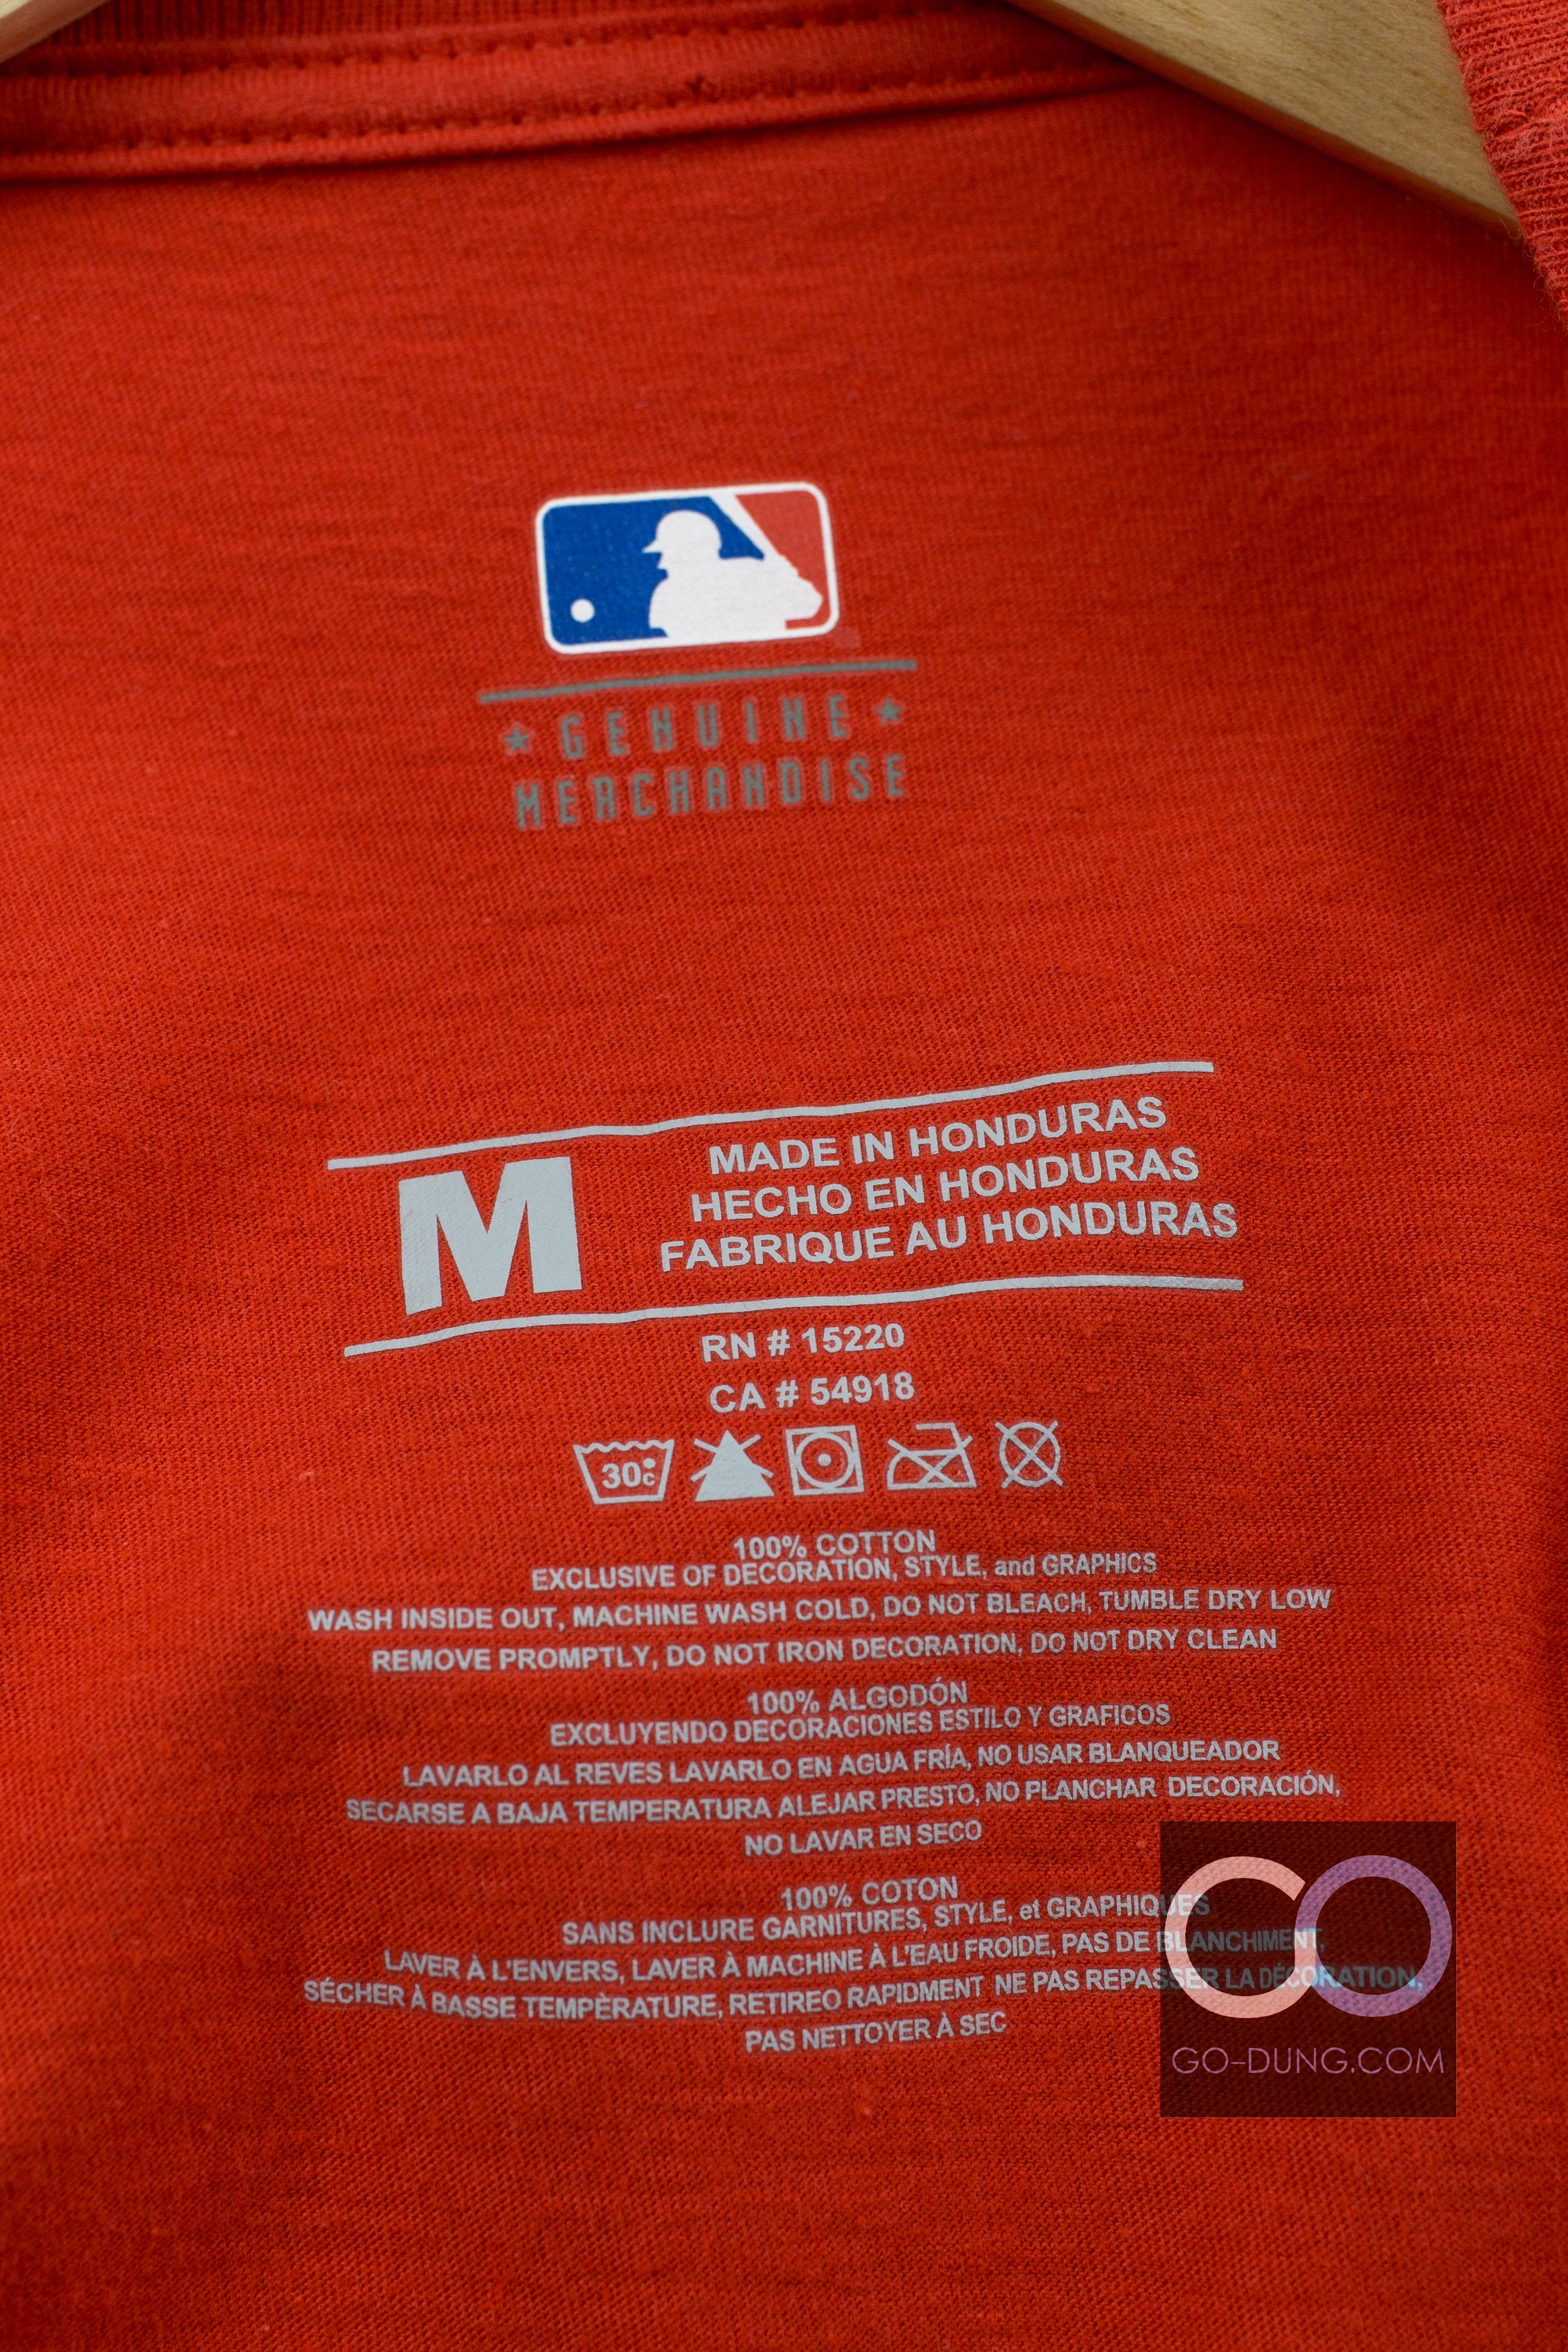 ★ GENUINE ★
MERCHANDISE
M
MADE IN HONDURAS
HECHO EN HONDURAS
FABRIQUE AU HONDURAS
RN # 15220
CA # 54918
30°C
100% COTTON
EXCLUSIVE OF DECORATION, STYLE, and GRAPHICS
WASH INSIDE OUT, MACHINE WASH COLD, DO NOT BLEACH, TUMBLE DRY LOW
REMOVE PROMPTLY, DO NOT IRON DECORATION, DO NOT DRY CLEAN
100% ALGODÓN
EXCLUYENDO DECORACIONES ESTILO Y GRAFICOS
LAVARLO AL REVES LAVARLO EN AGUA FRÍA, NO USAR BLANQUEADOR
SECARSE A BAJA TEMPERATURA ALEJAR PRESTO, NO PLANCHAR DECORACIÓN,
NO LAVAR EN SECO
100% COTON
SANS INCLURE GARNITURES, STYLE, et GRAPHIQUES
LAVER À L'ENVERS, LAVER À MACHINE À L'EAU FROIDE, PAS DE BLANCHIMENT,
SÉCHER À BASSE TEMPÈRATURE, RETIREO RAPIDMENT NE PAS REPASSER LA DÉCORATION,
PAS NETTOYER À SEC
GO
GO-DUNG.COM